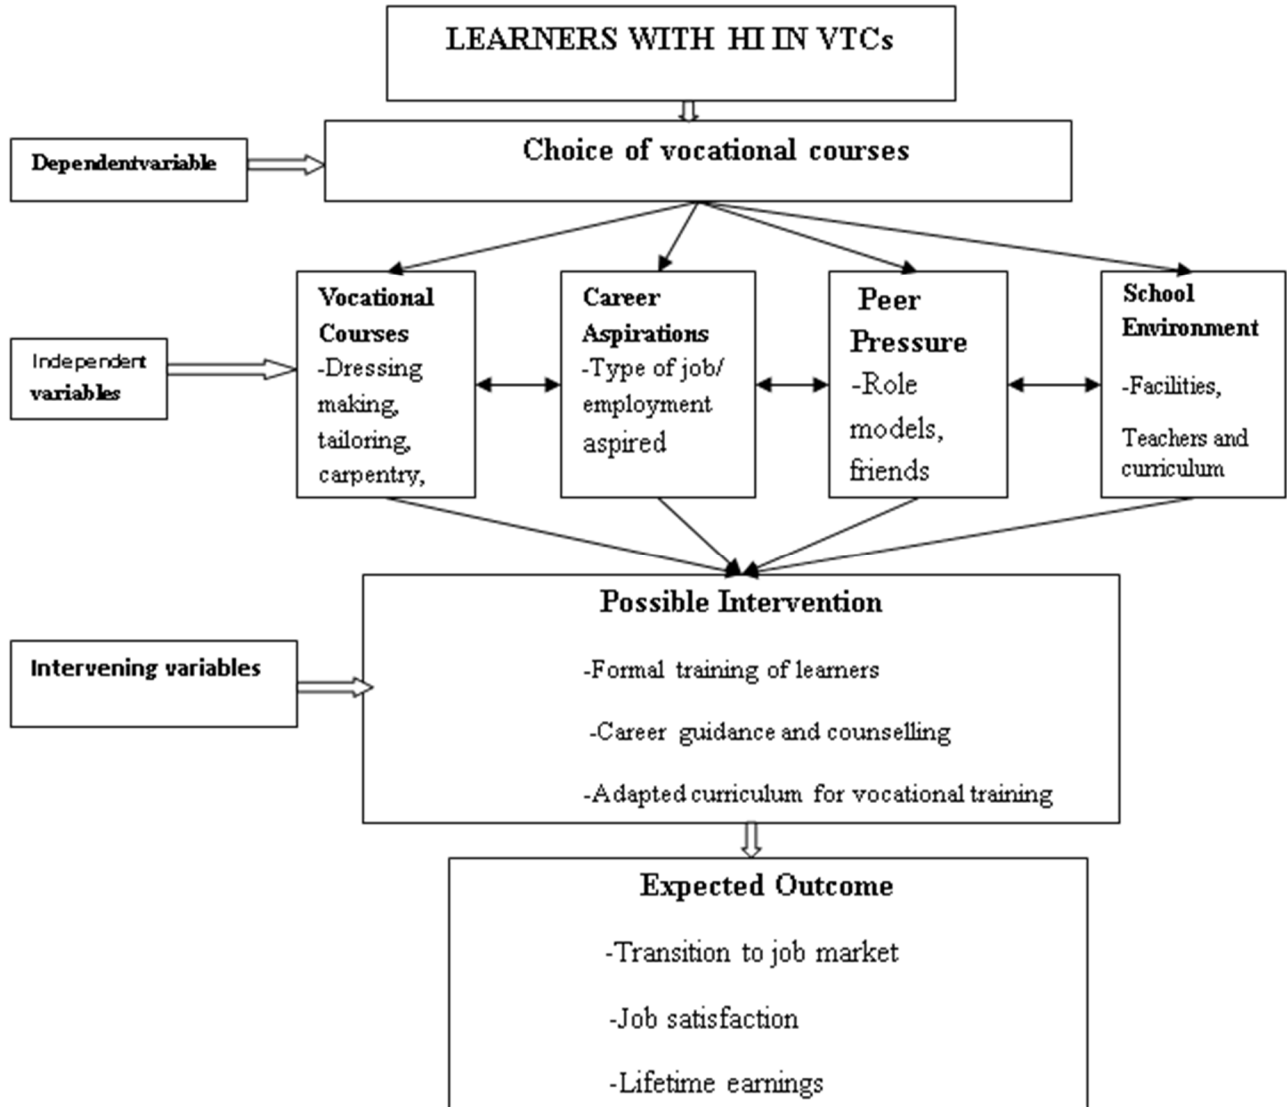 LEARNERS WITH HI IN VTCs
Choice of vocational courses
Dependentvariable
Vocational
Courses
-Dressing
making,
tailoring,
carpentry,
Career
Aspirations
-Type of job/
employment
aspired
Peer
Pressure
-Role
models,
friends
School
Environment
-Facilities,
Teachers and
curriculum
Independent
variables
Possible Intervention
-Formal training of learners
-Career guidance and counselling
-Adapted curriculum for vocational training
Intervening variables
Expected Outcome
-Transition to job market
-Job satisfaction
-Lifetime earnings